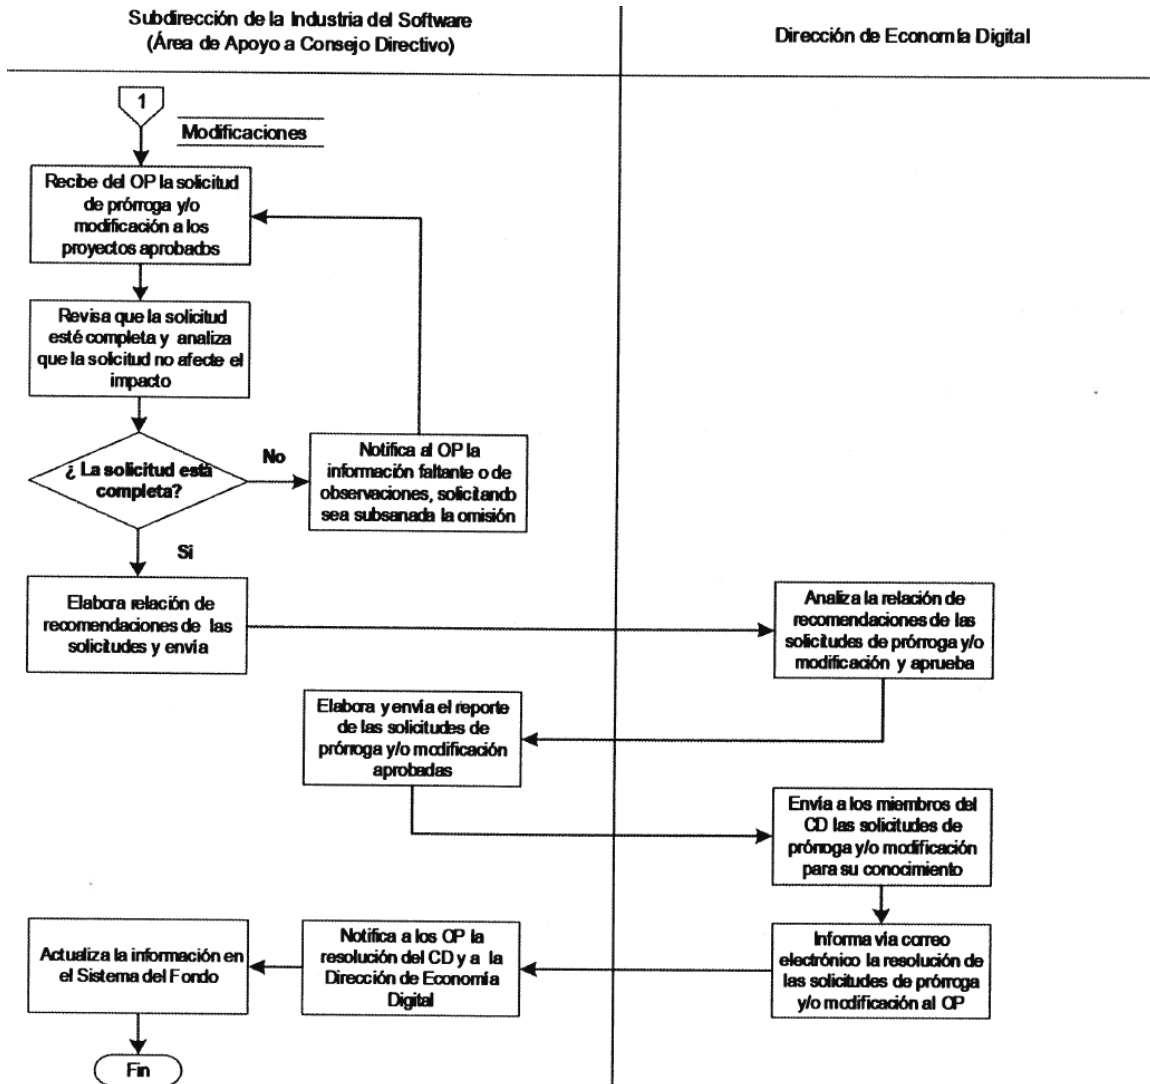 Subdirección de la Industria del Software
(Área de Apoyo a Consejo Directivo)
Dirección de Economía Digital
1
Modificaciones
Recibe del OP la solicitud
de prórroga y/o
modificación a los
proyectos aprobados
Revisa que la solicitud
esté completa y analiza
que la solicitud no afecte el
impacto
¿ La solicitud está
completa?
No
Notifica al OP la
información faltante o de
observaciones, solicitando
sea subsanada la omisión
Si
Elabora relación de
recomendaciones de las
solicitudes y envía
Analiza la relación de
recomendaciones de las
solicitudes de prórroga y/o
modificación y aprueba
Elabora y envía el reporte
de las solicitudes de
prórroga y/o modificación
aprobadas
Envía a los miembros del
CD las solicitudes de
prórroga y/o modificación
para su conocimiento
Informa vía correo
electrónico la resolución de
las solicitudes de prórroga
y/o modificación al OP
Notifica a los OP la
resolución del CD y a la
Dirección de Economía
Digital
Actualiza la información en
el Sistema del Fondo
Fin